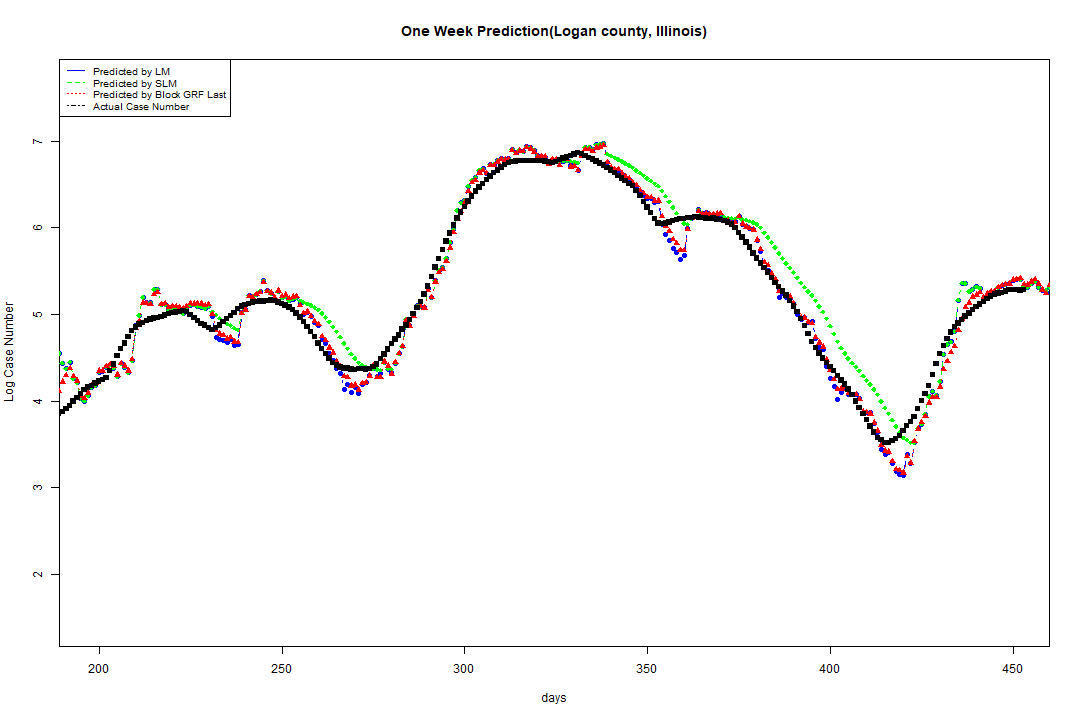 One Week Prediction(Logan county, Illinois)
Predicted by LM
Predicted by SLM
Predicted by Block GRF Last
Actual Case Number
7
6
5
4
3
2
Log Case Number
200 250 300 350 400 450
days